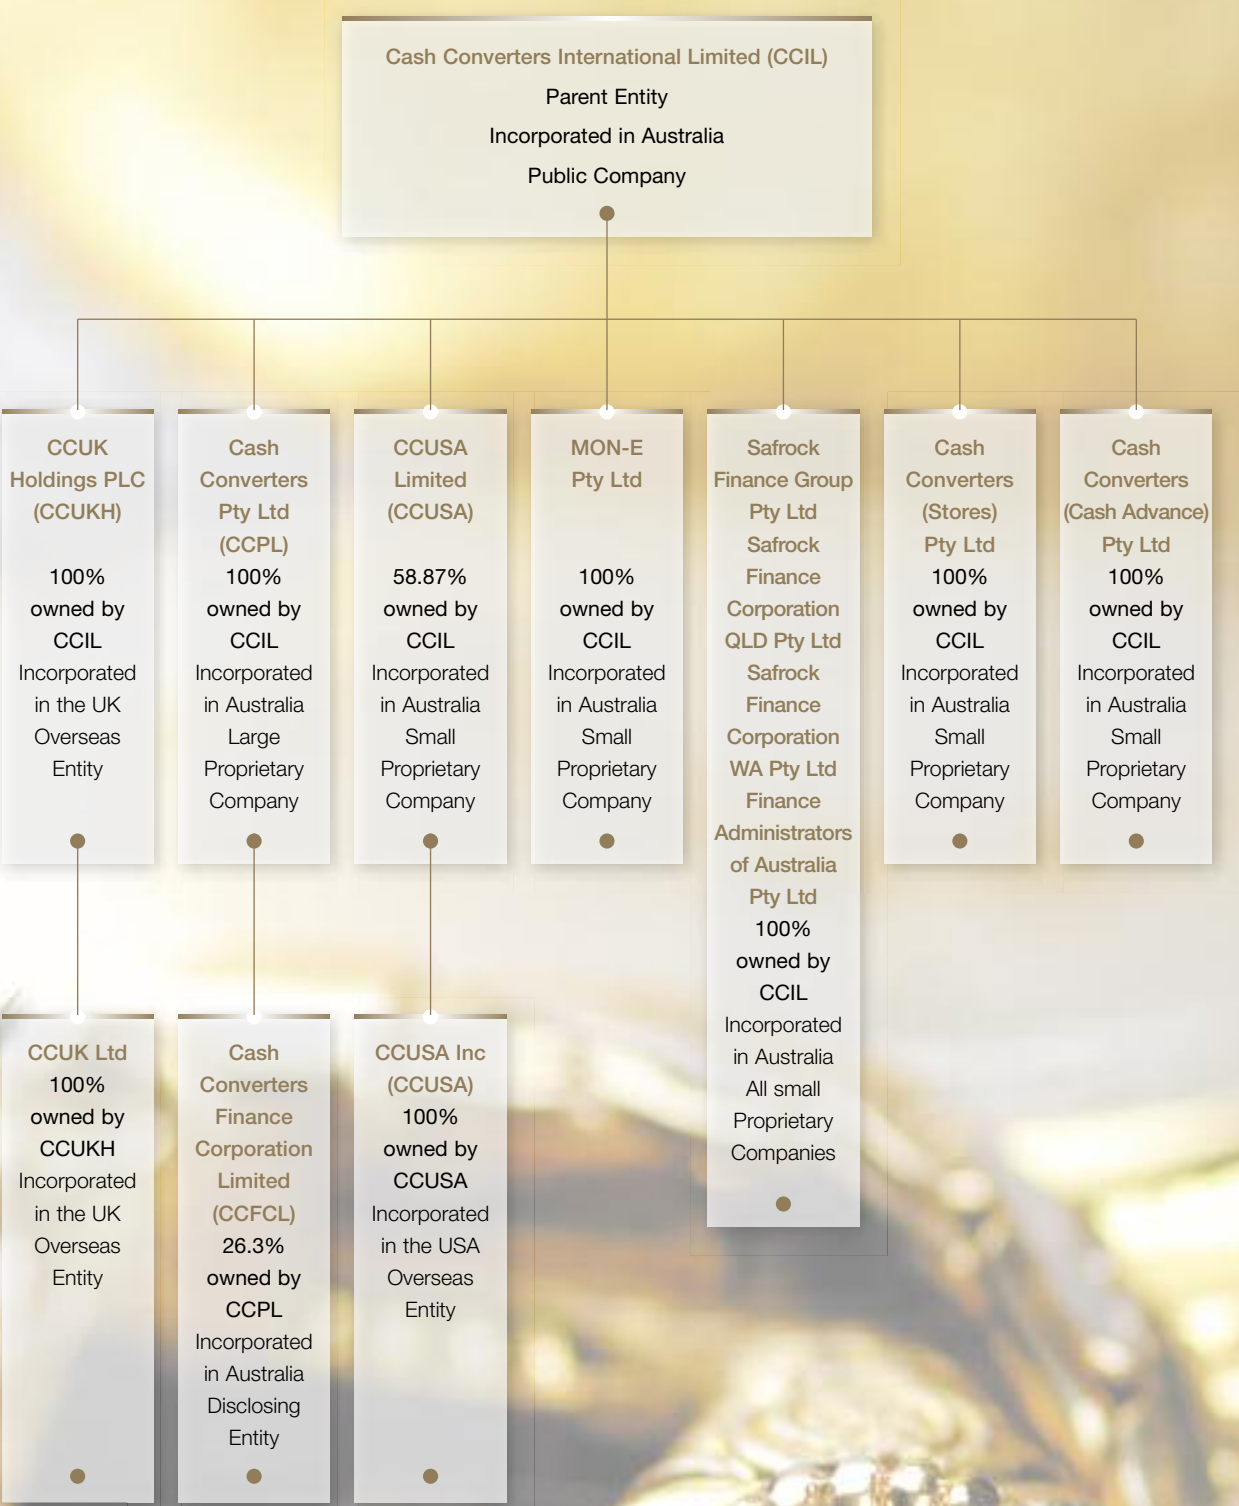 Cash Converters International Limited (CCIL)
Parent Entity
Incorporated in Australia
Public Company
CCUK
Holdings PLC
(CCUKH)
100%
owned by
CCIL
Incorporated
in the UK
Overseas
Entity
Cash
Converters
Pty Ltd
(CCPL)
100%
owned by
CCIL
Incorporated
in Australia
Large
Proprietary
Company
CCUSA
Limited
(CCUSA)
58.87%
owned by
CCIL
Incorporated
in Australia
Small
Proprietary
Company
MON-E
Pty Ltd
100%
owned by
CCIL
Incorporated
in Australia
Small
Proprietary
Company
Safrock
Finance Group
Pty Ltd
Safrock
Finance
Corporation
QLD Pty Ltd
Safrock
Finance
Corporation
WA Pty Ltd
Finance
Administrators
of Australia
Pty Ltd
100%
owned by
CCIL
Incorporated
in Australia
All small
Proprietary
Companies
Cash
Converters
(Stores)
Pty Ltd
100%
owned by
CCIL
Incorporated
in Australia
Small
Proprietary
Company
Cash
Converters
(Cash Advance)
Pty Ltd
100%
owned by
CCIL
Incorporated
in Australia
Small
Proprietary
Company
CCUK Ltd
100%
owned by
CCUKH
Incorporated
in the UK
Overseas
Entity
Cash
Converters
Finance
Corporation
Limited
(CCFCL)
26.3%
owned by
CCPL
Incorporated
in Australia
Disclosing
Entity
CCUSA Inc
(CCUSA)
100%
owned by
CCUSA
Incorporated
in the USA
Overseas
Entity